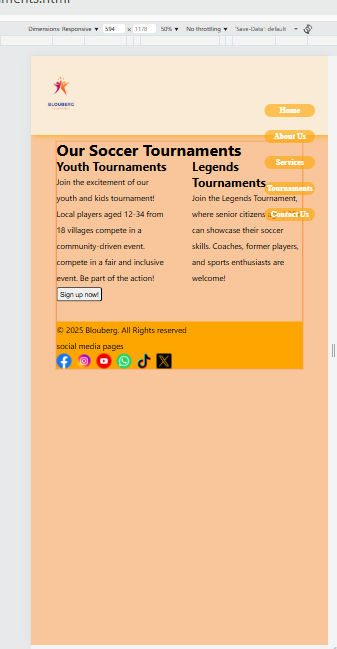 ments.html
Dimensions: Responsive ▼ 594 × 1178 50% ▼ No throttling ▼ 'Save-Data': default
BLOUBERG
Home
About Us
Services
Tournaments
Contact Us
Our Soccer Tournaments
Youth Tournaments
Join the excitement of our
youth and kids tournament!
Local players aged 12-34 from
18 villages compete in a
community-driven event.
compete in a fair and inclusive
event. Be part of the action!
Sign up now!
Legends
Tournaments
Join the Legends Tournament,
where senior citizens
can showcase their soccer
skills. Coaches, former players,
and sports enthusiasts are
welcome!
© 2025 Blouberg. All Rights reserved
social media pages